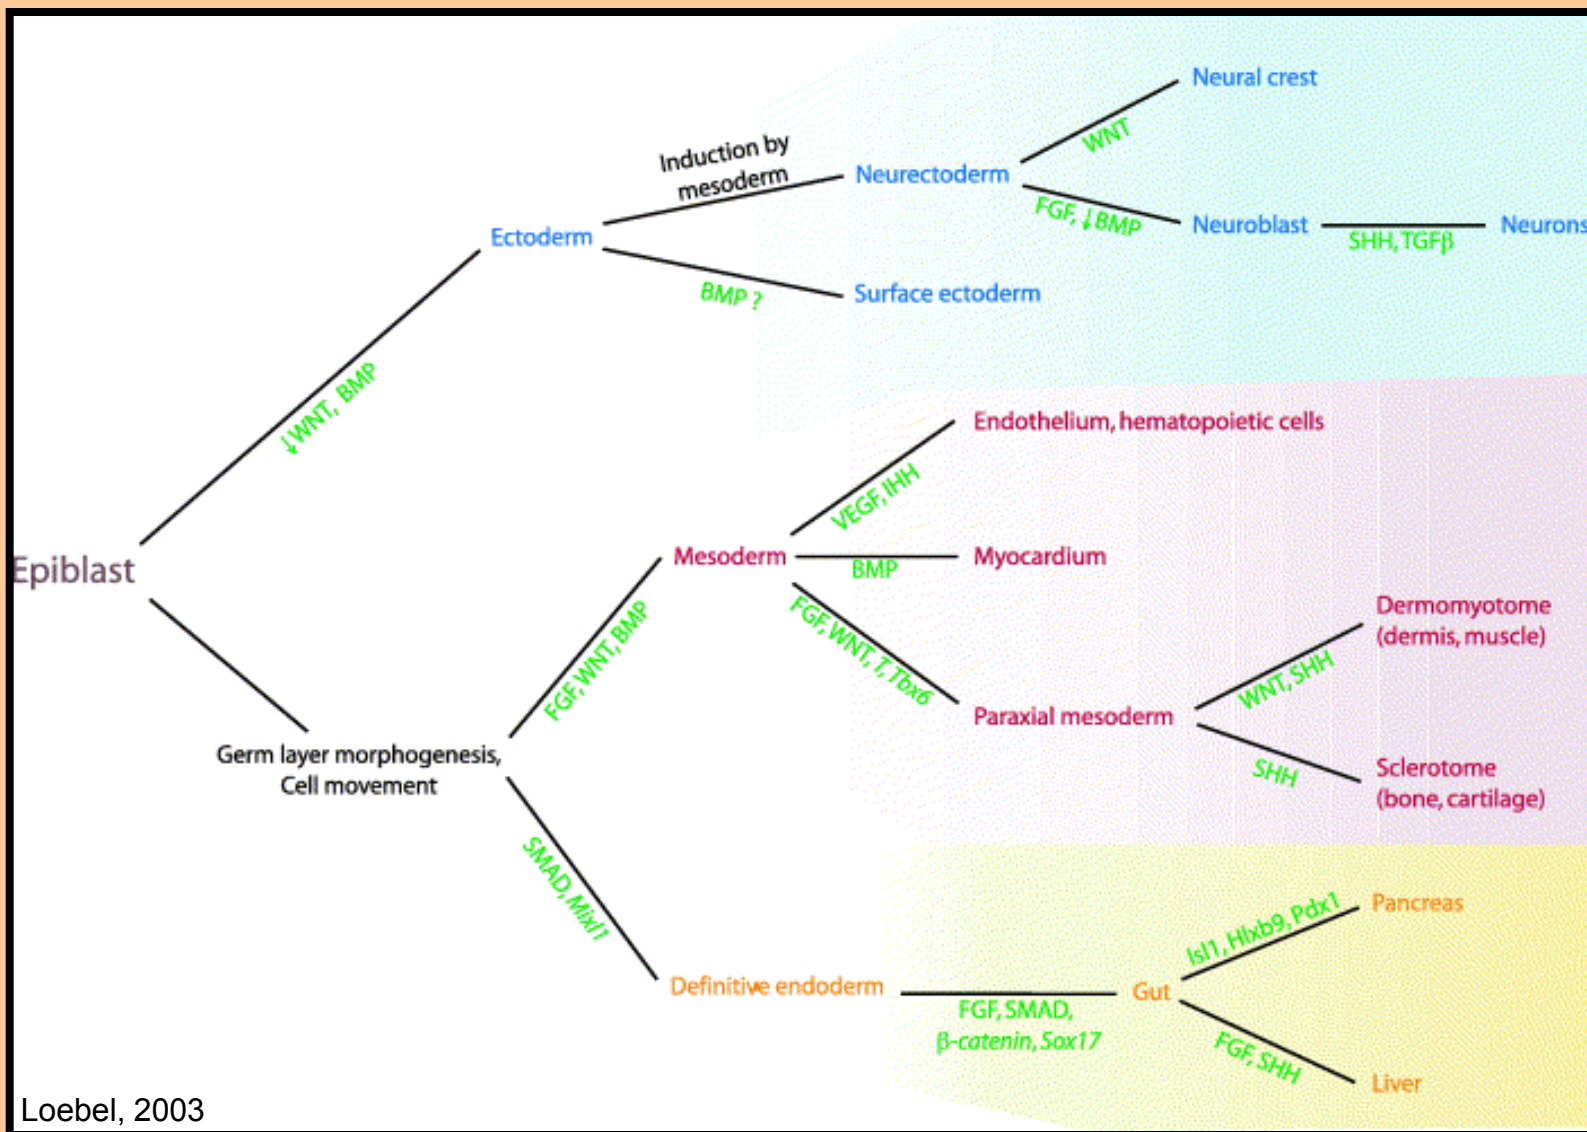 Neural crest
WNT
Induction by
mesoderm
Neurectoderm
FGF, ↓BMP
Neuroblast
SHH, TGFβ
Neurons
Ectoderm
BMP ?
Surface ectoderm
↓WNT, BMP
Endothelium, hematopoietic cells
VEGF, IHH
Epiblast
Mesoderm
BMP
Myocardium
FGF, WNT, BMP
FGF, WNT, T, Tbx6
Dermomyotome
(dermis, muscle)
WNT, SHH
Paraxial mesoderm
SHH
Sclerotome
(bone, cartilage)
Germ layer morphogenesis,
Cell movement
SMAD, Mixl1
Definitive endoderm
FGF, SMAD,
β-catenin, Sox17
Gut
Isl1, Hlxb9, Pdx1
Pancreas
FGF, SHH
Liver
Loebel, 2003